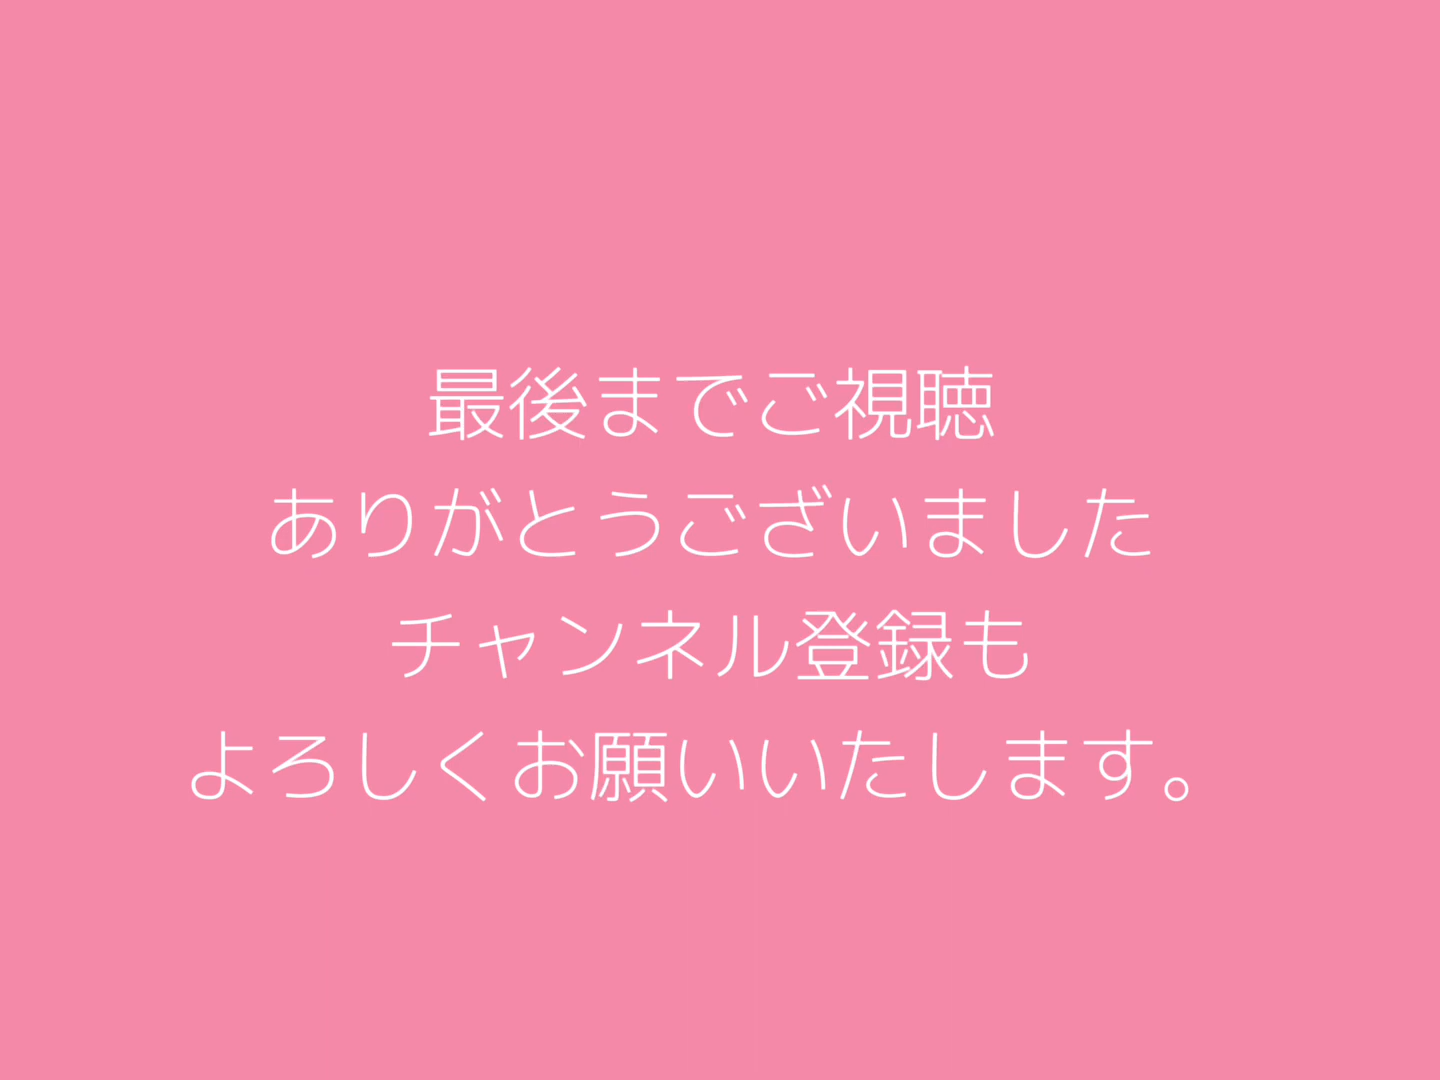 最後までご視聴
ありがとうございました
チャンネル登録も
よろしくお願いいたします。